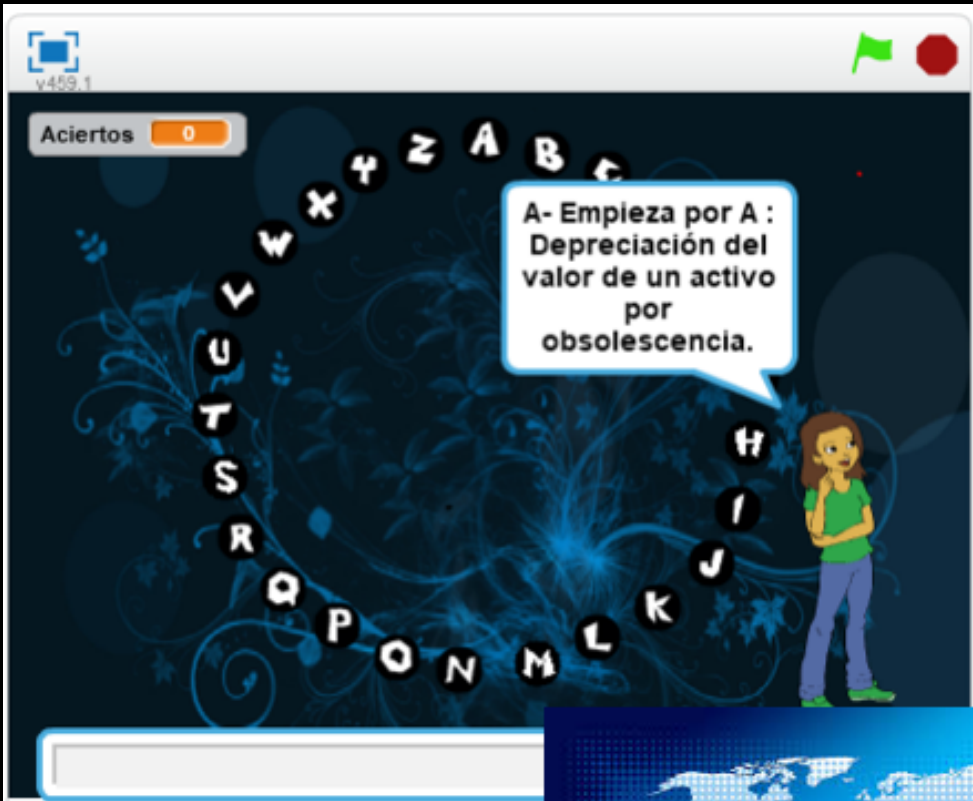 v459.1
Aciertos 0
A- Empieza por A :
Depreciación del
valor de un activo
por
obsolescencia.
A
B
C
H
I
J
K
L
M
N
O
P
Q
R
S
T
U
V
W
X
Y
Z